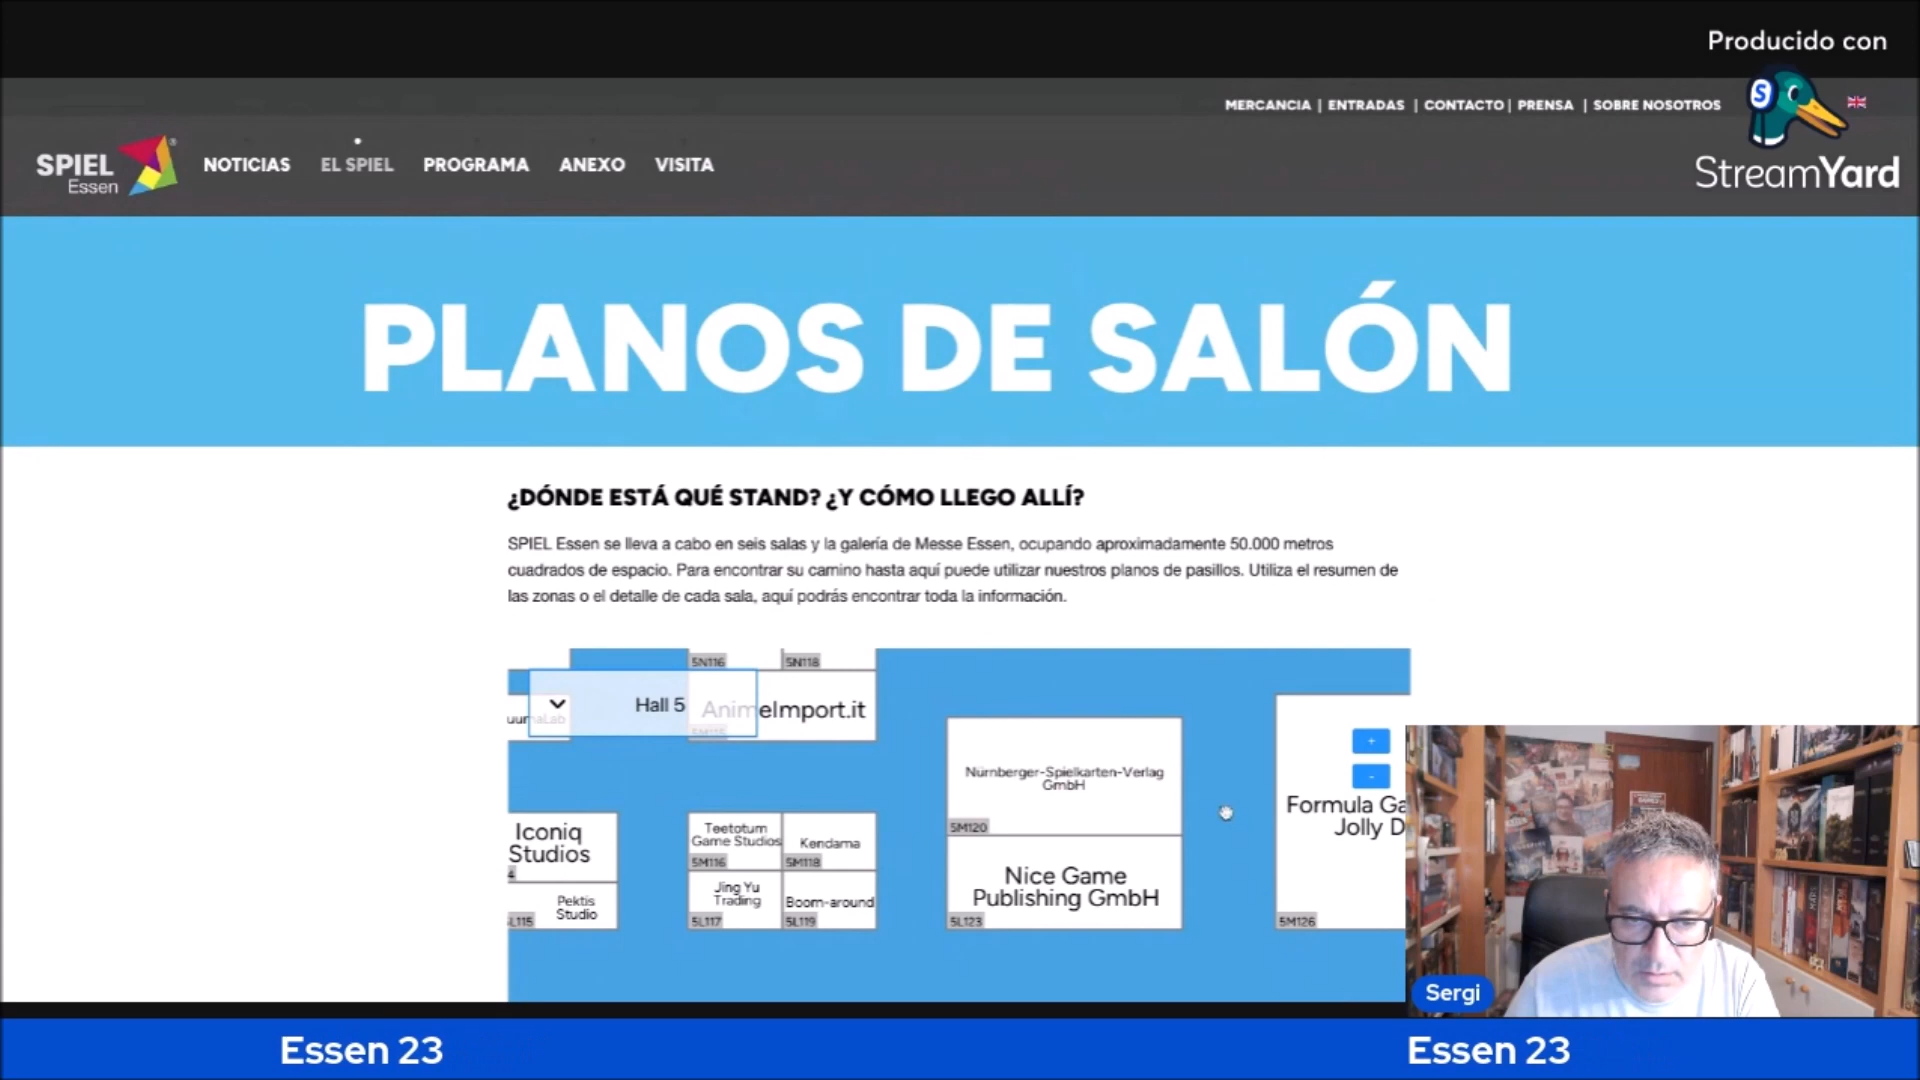 Producido con
StreamYard
MERCANCIA | ENTRADAS | CONTACTO | PRENSA | SOBRE NOSOTROS
SPIEL
Essen
NOTICIAS EL SPIEL PROGRAMA ANEXO VISITA
PLANOS DE SALÓN
¿DÓNDE ESTÁ QUÉ STAND? ¿Y CÓMO LLEGO ALLÍ?
SPIEL Essen se lleva a cabo en seis salas y la galería de Messe Essen, ocupando aproximadamente 50.000 metros
cuadrados de espacio. Para encontrar su camino hasta aquí puede utilizar nuestros planos de pasillos. Utiliza el resumen de
las zonas o el detalle de cada sala, aquí podrás encontrar toda la información.
5N116
5N118
Hall 5
AnimeImport.it
5M115
Iconiq
Studios
Pektis
Studio
5L115
Teetotum
Game Studios
5M116
Kendama
5M118
Jing Yu
Trading
5L117
Boom-around
5L119
Nürnberger-Spielkarten-Verlag
GmbH
5M120
Nice Game
Publishing GmbH
5L123
+
-
Formula Ga
Jolly D
5M126
Sergi
Essen 23
Essen 23